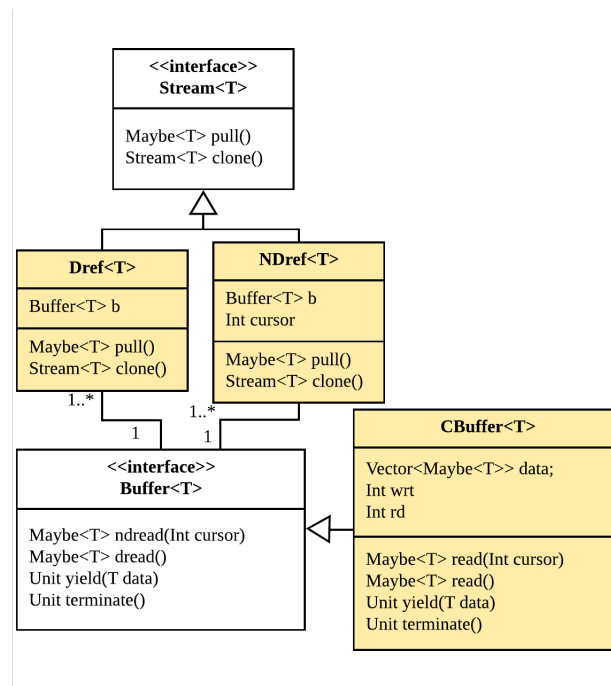 <<interface>>
Stream<T>
Maybe<T> pull()
Stream<T> clone()
Dref<T>
Buffer<T> b
Maybe<T> pull()
Stream<T> clone()
NDref<T>
Buffer<T> b
Int cursor
Maybe<T> pull()
Stream<T> clone()
1..*
1
1..*
1
<<interface>>
Buffer<T>
Maybe<T> ndread(Int cursor)
Maybe<T> dread()
Unit yield(T data)
Unit terminate()
CBuffer<T>
Vector<Maybe<T>> data;
Int wrt
Int rd
Maybe<T> read(Int cursor)
Maybe<T> read()
Unit yield(T data)
Unit terminate()